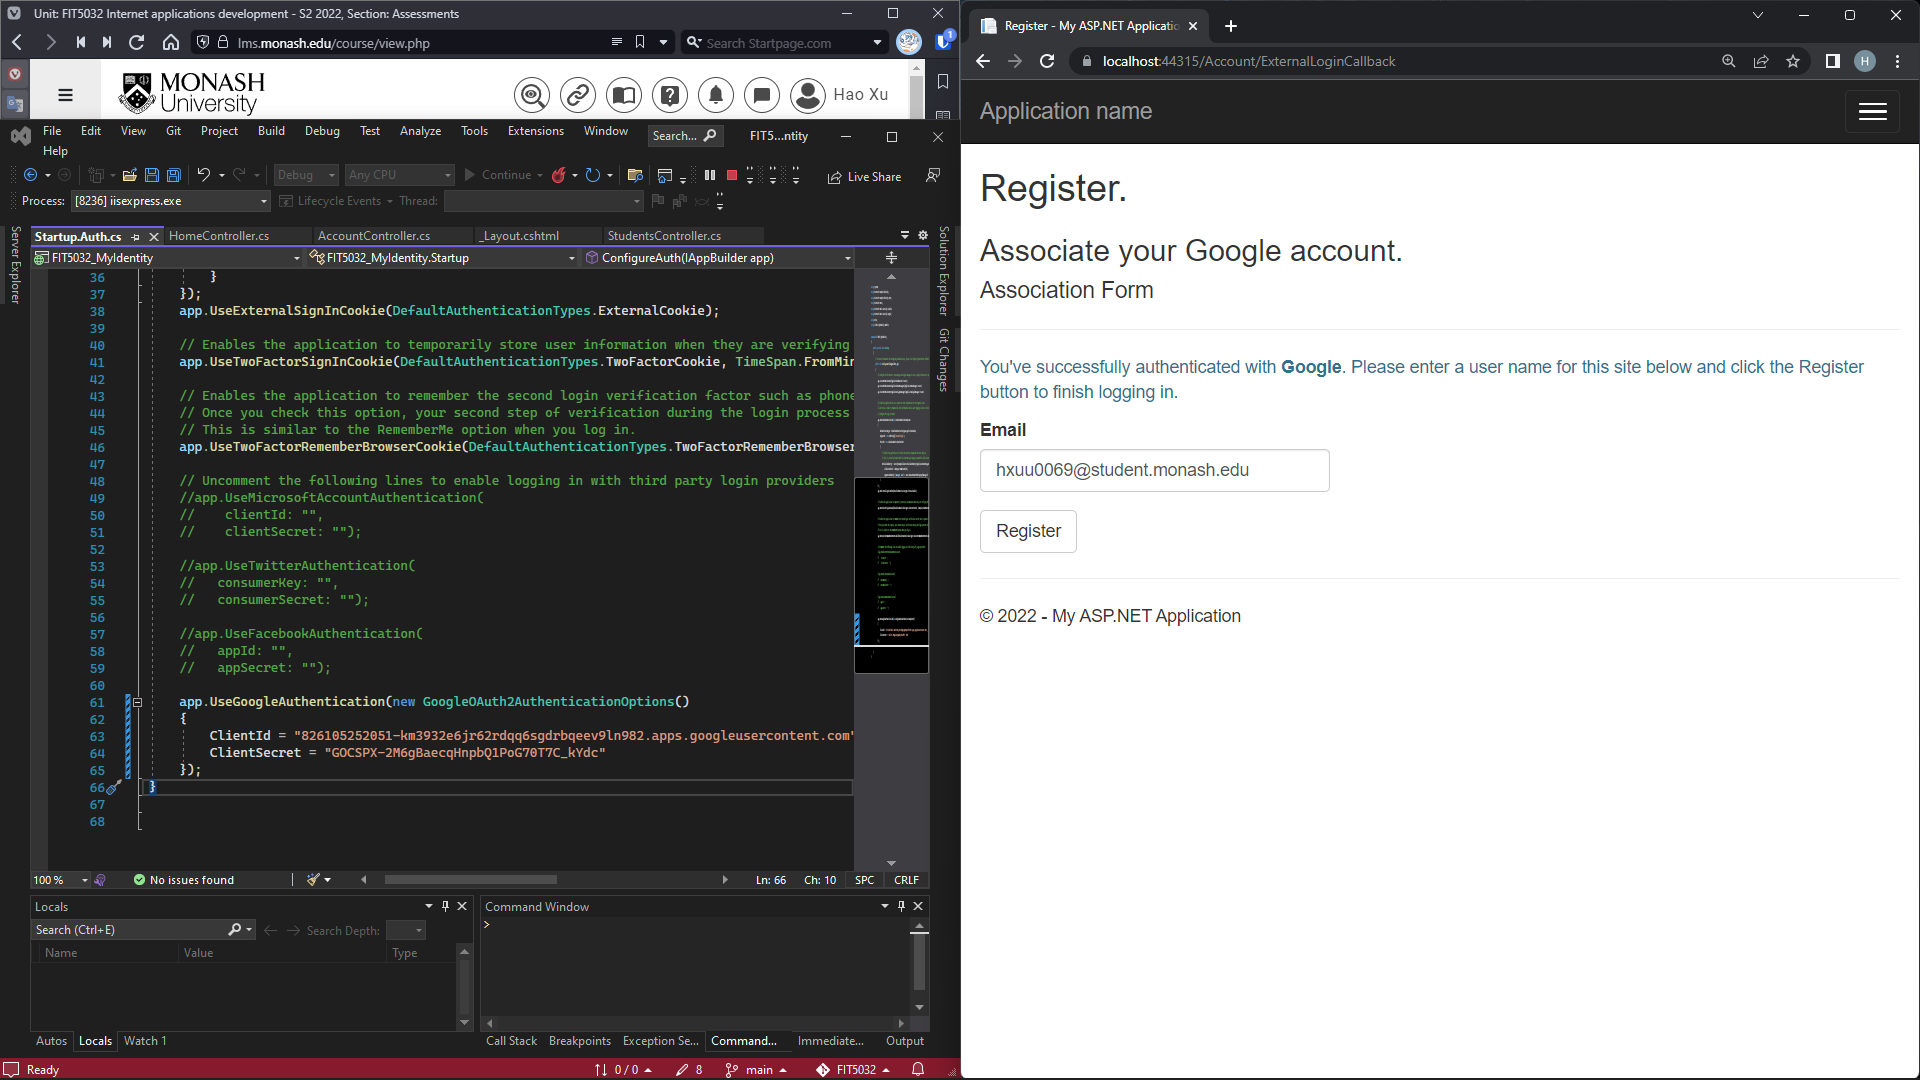 Unit: FIT5032 Internet applications development - S2 2022, Section: Assessments
lms.monash.edu/course/view.php
Search Startpage.com
1
MONASH
University
Hao Xu
File Edit View Git Project Build Debug Test Analyze Tools Extensions Window
Help
Search...
FIT5...ntity
Debug
Any CPU
Continue
Live Share
Process: [8236] iisexpress.exe
Lifecycle Events
Thread:
Server Explorer
Startup.Auth.cs
HomeController.cs
AccountController.cs
_Layout.cshtml
StudentsController.cs
FIT5032_MyIdentity
FIT5032_MyIdentity.Startup
ConfigureAuth(IAppBuilder app)
Solution Explorer
Git Changes
36 }
37 });
38 app.UseExternalSignInCookie(DefaultAuthenticationTypes.ExternalCookie);
39
40 // Enables the application to temporarily store user information when they are verifying
41 app.UseTwoFactorSignInCookie(DefaultAuthenticationTypes.TwoFactorCookie, TimeSpan.FromMin
42
43 // Enables the application to remember the second login verification factor such as phone
44 // Once you check this option, your second step of verification during the login process
45 // This is similar to the RememberMe option when you log in.
46 app.UseTwoFactorRememberBrowserCookie(DefaultAuthenticationTypes.TwoFactorRememberBrowser
47
48 // Uncomment the following lines to enable logging in with third party login providers
49 //app.UseMicrosoftAccountAuthentication(
50 //    clientId: "",
51 //    clientSecret: "");
52
53 //app.UseTwitterAuthentication(
54 //   consumerKey: "",
55 //   consumerSecret: "");
56
57 //app.UseFacebookAuthentication(
58 //   appId: "",
59 //   appSecret: "");
60
61 app.UseGoogleAuthentication(new GoogleOAuth2AuthenticationOptions()
62 {
63     ClientId = "826105252051-km3932e6jr62rdqq6sgdrbqeev9ln982.apps.googleusercontent.com"
64     ClientSecret = "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"
65 });
66 }
67
68
100 %
No issues found
Ln: 66
Ch: 10
SPC
CRLF
Locals
Search (Ctrl+E)
Search Depth:
Name
Value
Type
Autos
Locals
Watch 1
Command Window
>
Call Stack
Breakpoints
Exception Se...
Command...
Immediate...
Output
Ready
0 / 0
8
main
FIT5032
Register - My ASP.NET Applicatio
localhost:44315/Account/ExternalLoginCallback
H
Application name
Register.
Associate your Google account.
Association Form
You've successfully authenticated with Google. Please enter a user name for this site below and click the Register
button to finish logging in.
Email
hxuu0069@student.monash.edu
Register
© 2022 - My ASP.NET Application